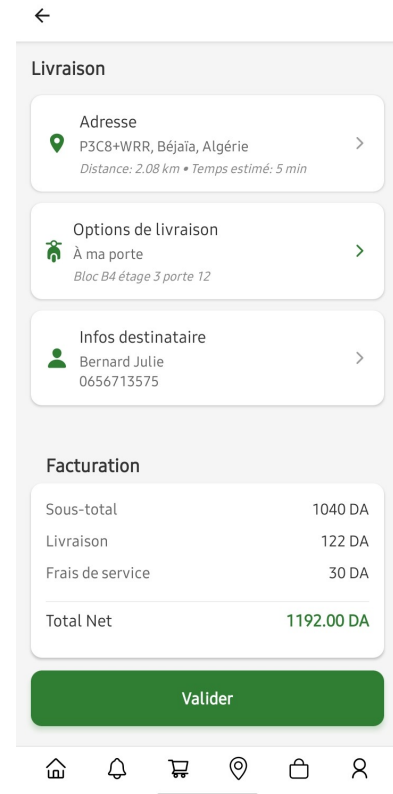 Livraison
Adresse
P3C8+WRR, Béjaïa, Algérie
Distance: 2.08 km • Temps estimé: 5 min
Options de livraison
À ma porte
Bloc B4 étage 3 porte 12
Infos destinataire
Bernard Julie
0656713575
Facturation
Sous-total 1040 DA
Livraison 122 DA
Frais de service 30 DA
Total Net 1192.00 DA
Valider